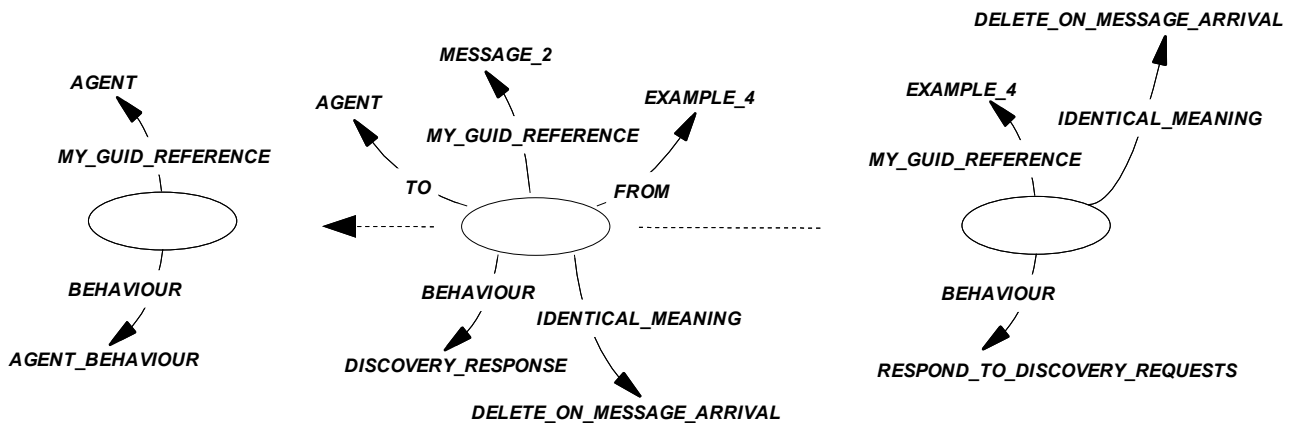 AGENT
MY_GUID_REFERENCE
BEHAVIOUR
AGENT_BEHAVIOUR
MESSAGE_2
AGENT
EXAMPLE_4
MY_GUID_REFERENCE
TO
FROM
BEHAVIOUR
IDENTICAL_MEANING
DISCOVERY_RESPONSE
DELETE_ON_MESSAGE_ARRIVAL
DELETE_ON_MESSAGE_ARRIVAL
EXAMPLE_4
IDENTICAL_MEANING
MY_GUID_REFERENCE
BEHAVIOUR
RESPOND_TO_DISCOVERY_REQUESTS